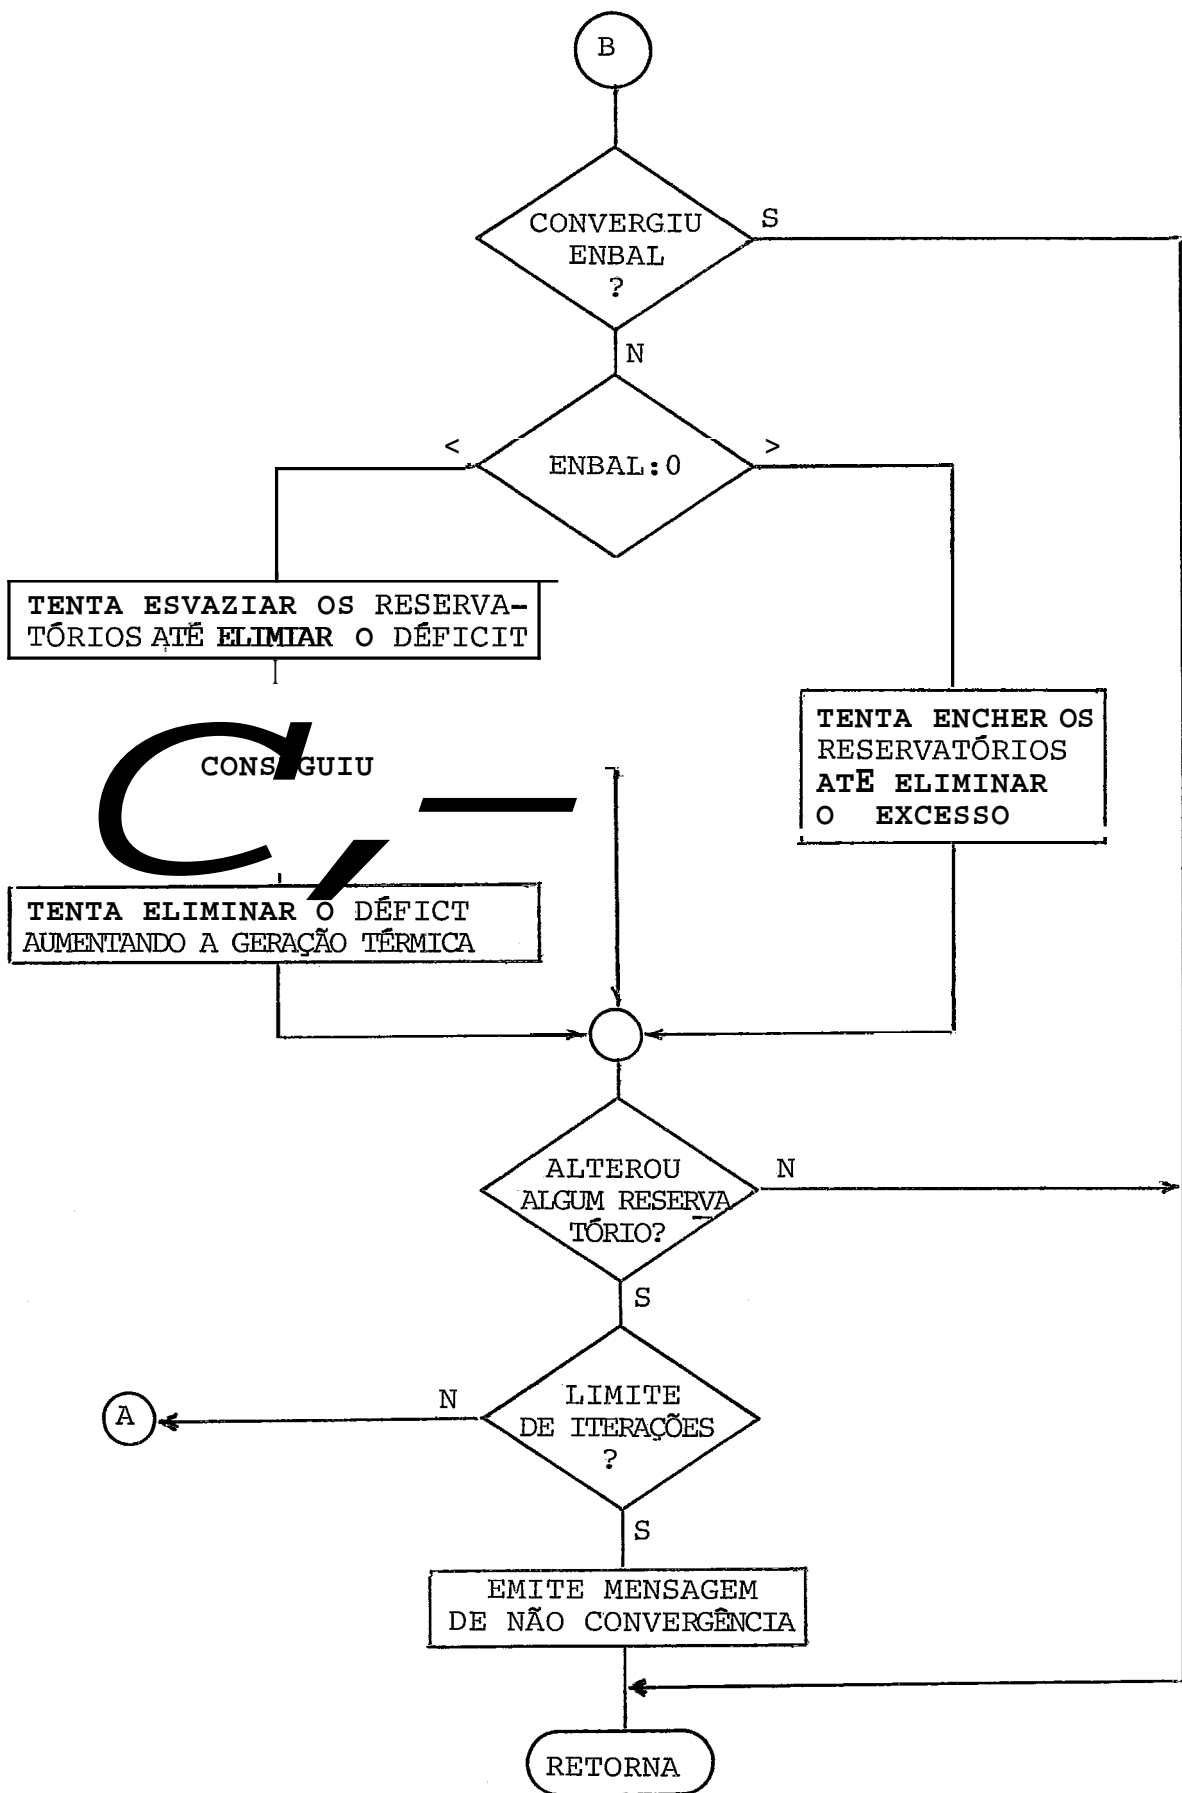 B
CONVERGIU
ENBAL
?
S
N
<
ENBAL:0
>
TENTA ESVAZIAR OS RESERVA-
TÓRIOS ATÉ ELIMIAR O DÉFICIT
TENTA ENCHER OS
RESERVATÓRIOS
ATÉ ELIMINAR
O EXCESSO
C,-
TENTA ELIMINAR O DÉFICT
AUMENTANDO A GERAÇÃO TÉRMICA
ALTEROU
ALGUM RESERVA
TÓRIO?
N
S
LIMITE
DE ITERAÇÕES
?
N
A
S
EMITE MENSAGEM
DE NÃO CONVERGÊNCIA
RETORNA